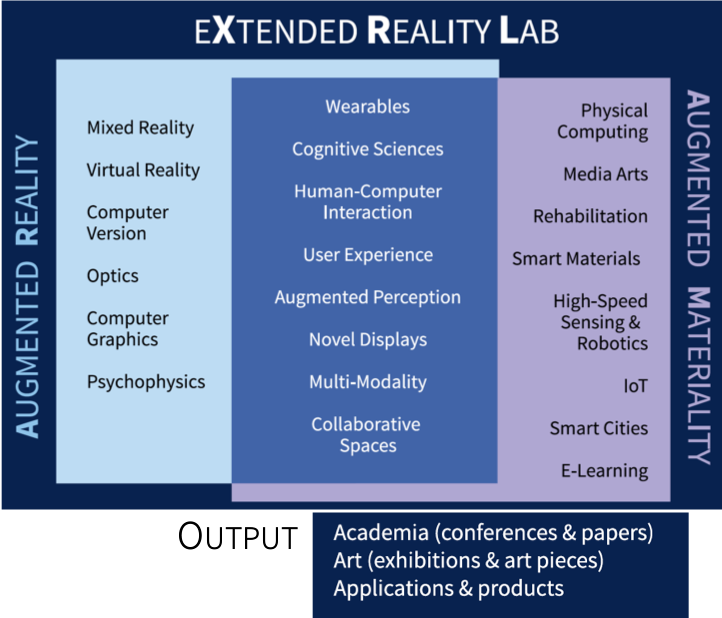 EXTENDED REALITY LAB
AUGMENTED REALITY
Mixed Reality
Virtual Reality
Computer
Version
Optics
Computer
Graphics
Psychophysics
Wearables
Cognitive Sciences
Human-Computer
Interaction
User Experience
Augmented Perception
Novel Displays
Multi-Modality
Collaborative
Spaces
Physical
Computing
Media Arts
Rehabilitation
Smart Materials
High-Speed
Sensing &
Robotics
IoT
Smart Cities
E-Learning
AUGMENTED MATERIALITY
OUTPUT
Academia (conferences & papers)
Art (exhibitions & art pieces)
Applications & products